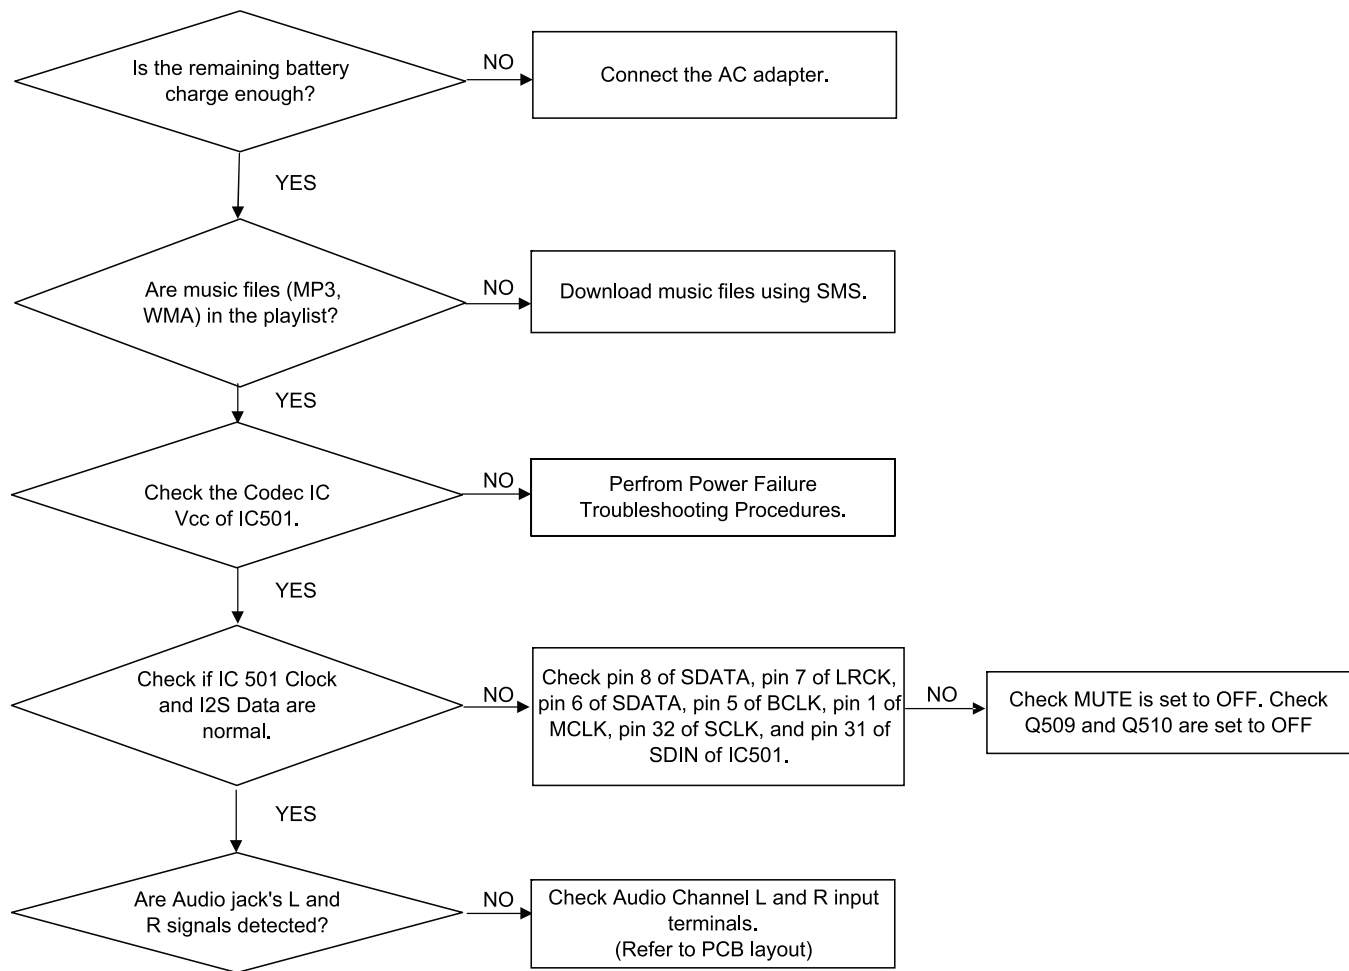 Is the remaining battery
charge enough?
NO
Connect the AC adapter.
YES
Are music files (MP3,
WMA) in the playlist?
NO
Download music files using SMS.
YES
Check the Codec IC
Vcc of IC501.
NO
Perfrom Power Failure
Troubleshooting Procedures.
YES
Check if IC 501 Clock
and I2S Data are
normal.
NO
Check pin 8 of SDATA, pin 7 of LRCK,
pin 6 of SDATA, pin 5 of BCLK, pin 1 of
MCLK, pin 32 of SCLK, and pin 31 of
SDIN of IC501.
NO
Check MUTE is set to OFF. Check
Q509 and Q510 are set to OFF
YES
Are Audio jack's L and
R signals detected?
NO
Check Audio Channel L and R input
terminals.
(Refer to PCB layout)